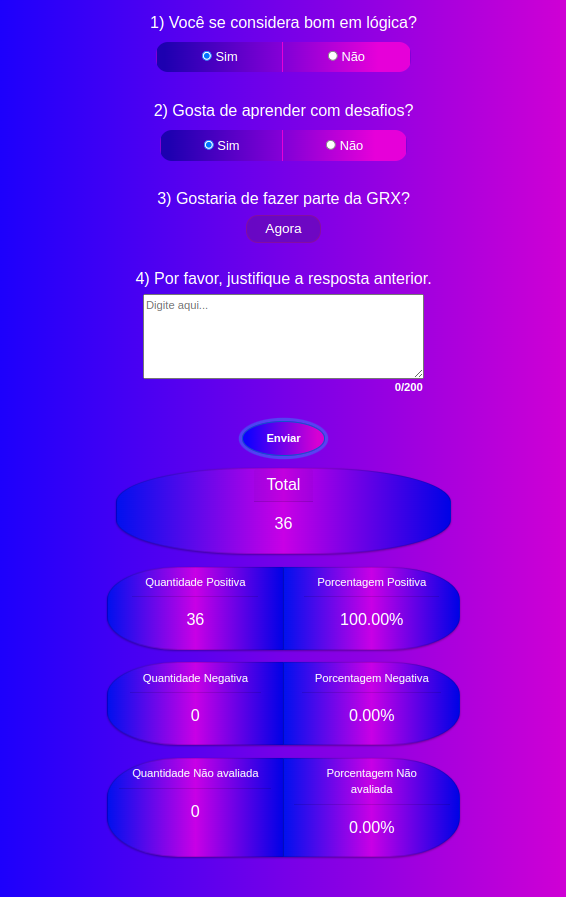 1) Você se considera bom em lógica?
Sim Não
2) Gosta de aprender com desafios?
Sim Não
3) Gostaria de fazer parte da GRX?
Agora
4) Por favor, justifique a resposta anterior.
Digite aqui...
0/200
Enviar
Total
36
Quantidade Positiva Porcentagem Positiva
36 100.00%
Quantidade Negativa Porcentagem Negativa
0 0.00%
Quantidade Não avaliada Porcentagem Não
avaliada
0 0.00%